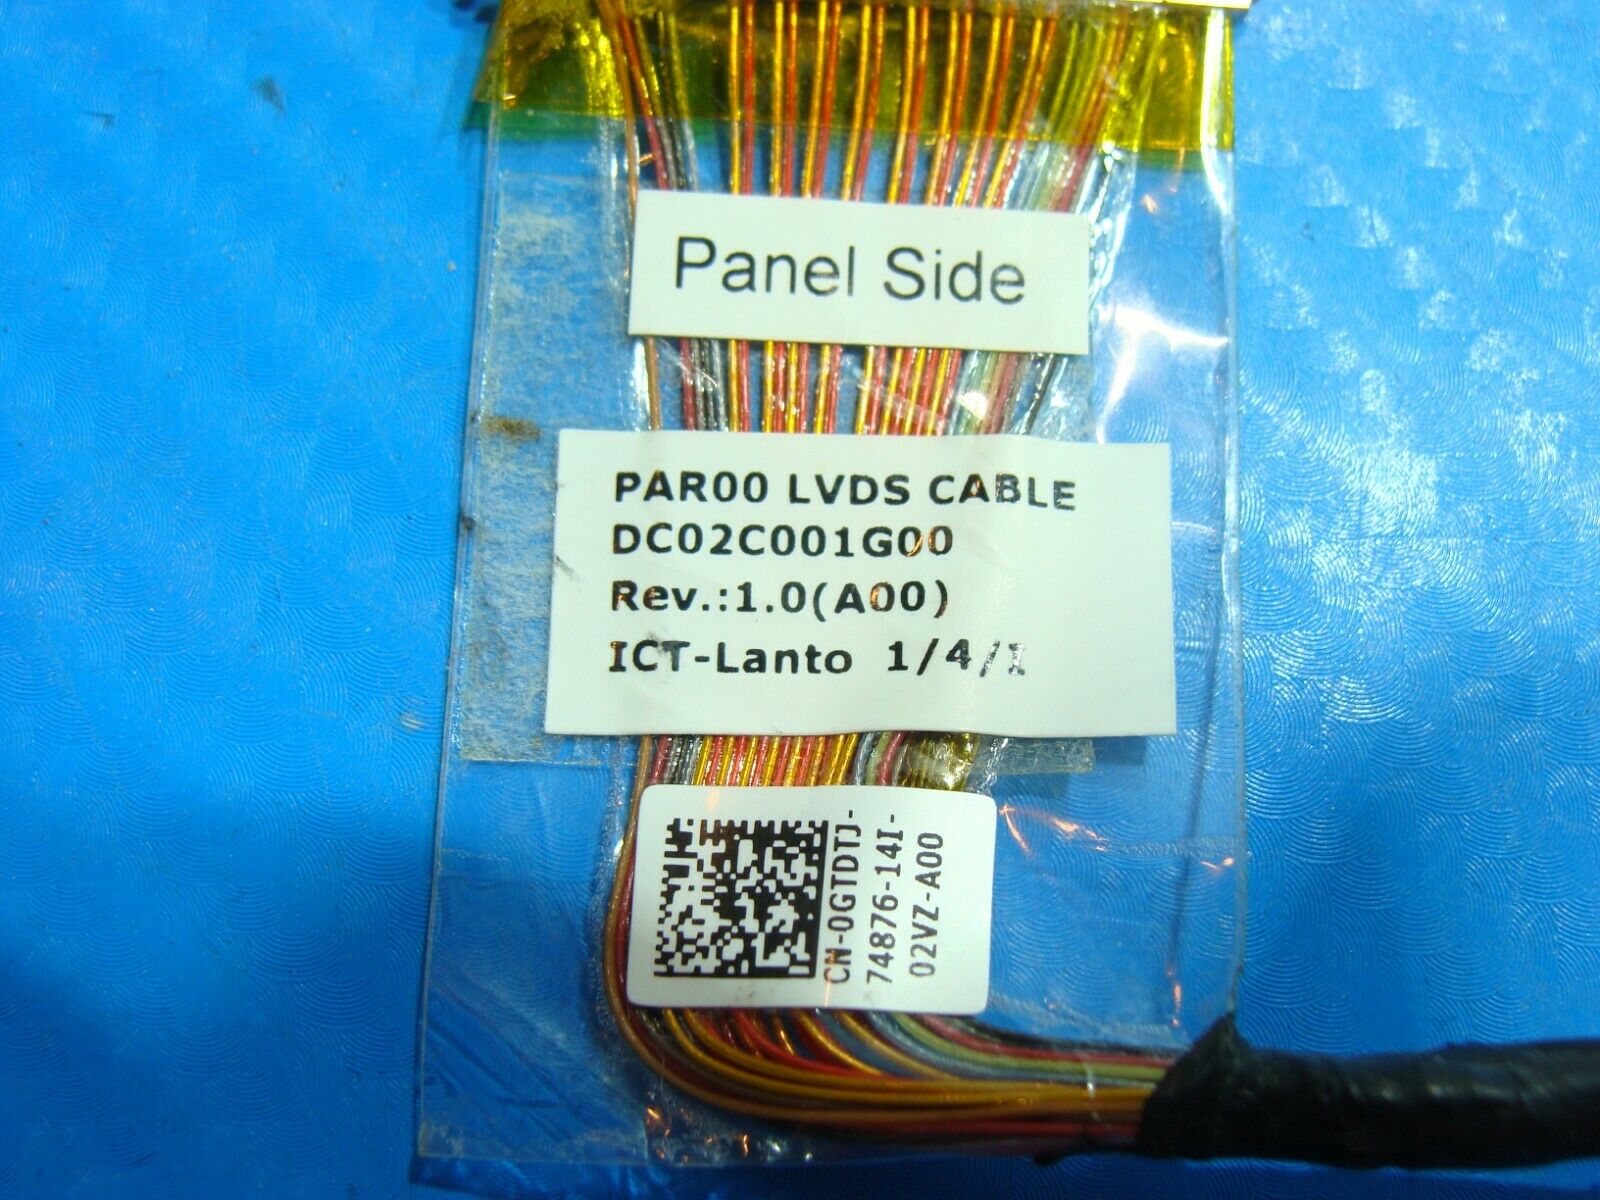 Panel Side
PAR00 LVDS CABLE
DC02C001G00
Rev.:1.0(A00)
ICT-Lanto 1/4/I
CN-0GTDTJ-
74876-14I-
02VZ-A00